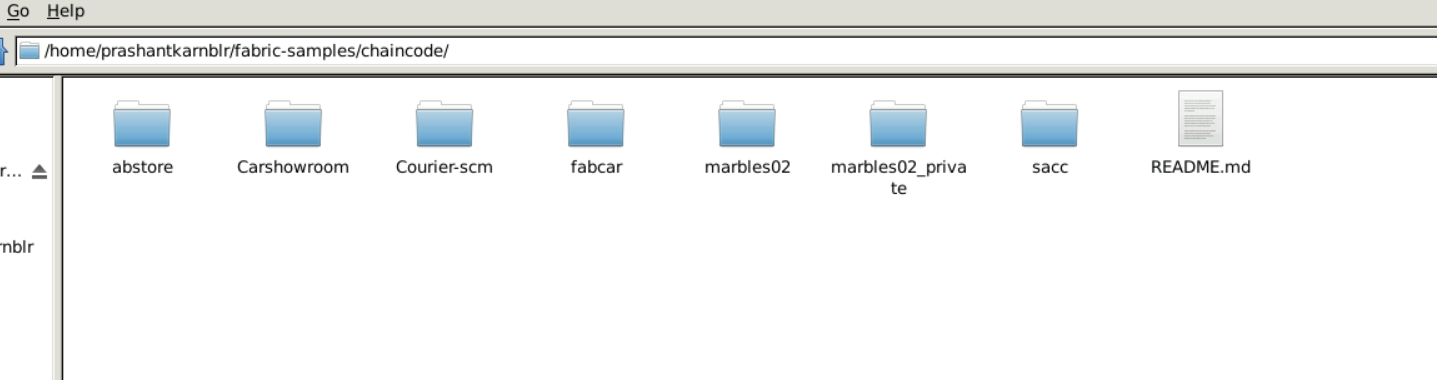 Go Help
/home/prashantkarnblr/fabric-samples/chaincode/
r...
rnblr
abstore Carshowroom Courier-scm fabcar marbles02 marbles02_priva
te sacc README.md